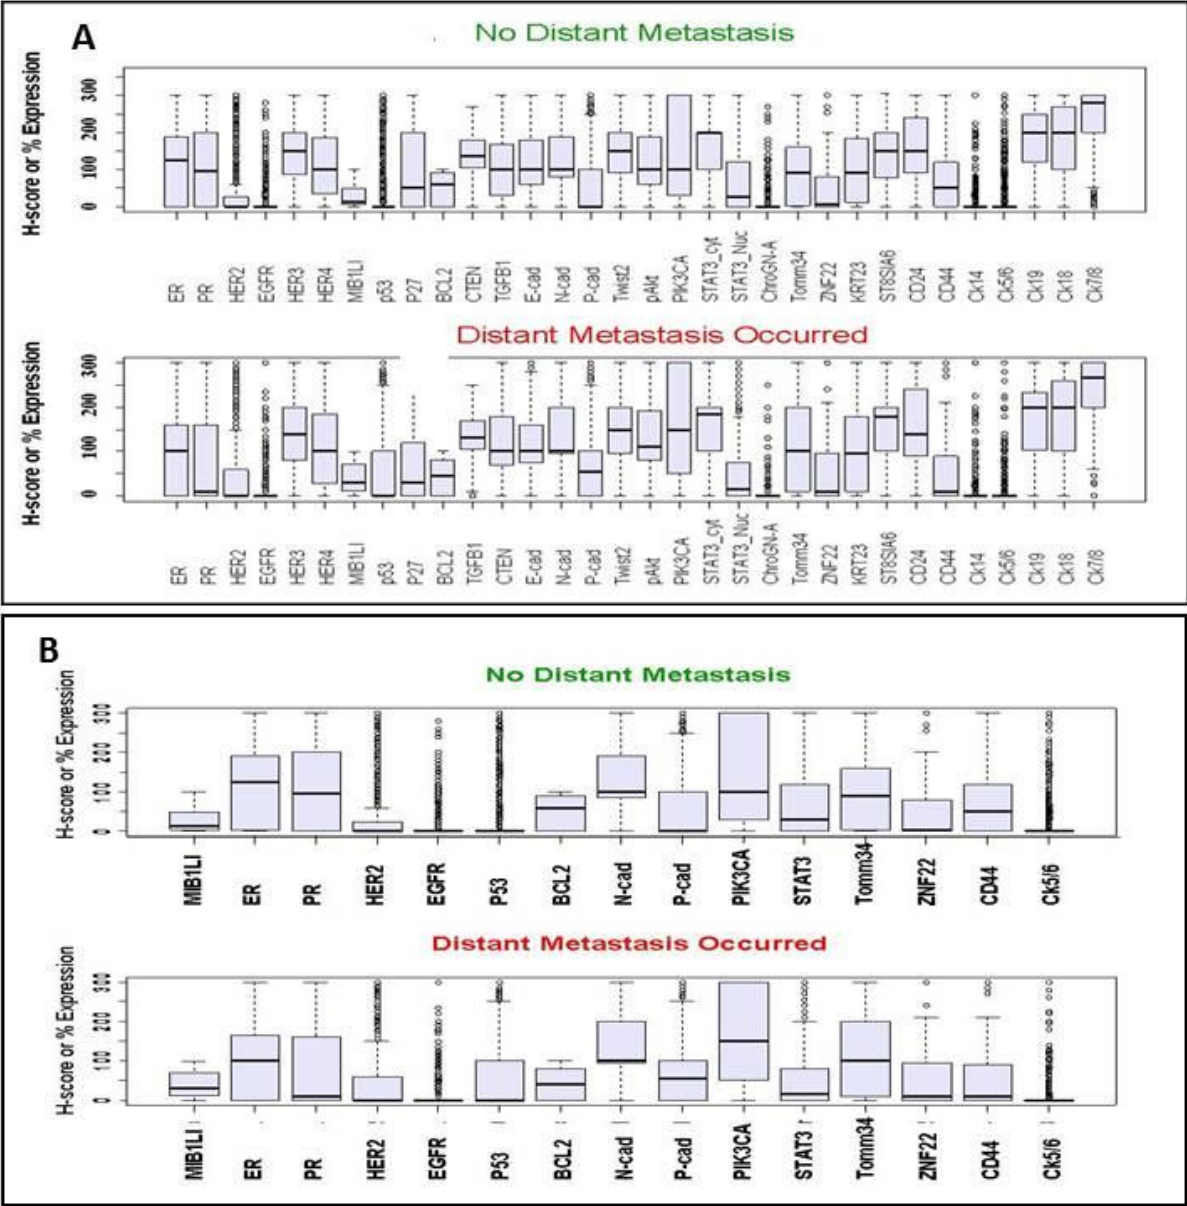 A
No Distant Metastasis
H-score or % Expression
300
200
100
0
ER PR HER2 EGFR HER3 HER4 MIB1LI p53 P27 BCL2 CTEN TGFB1 E-cad N-cad P-cad Twist2 pAkt PIK3CA STAT3_cyt STAT3_Nuc ChroGN-A Tomm34 ZNF22 KRT23 ST8SIA6 CD24 CD44 Ck14 Ck5/6 Ck19 Ck18 Ck7/8
Distant Metastasis Occurred
H-score or % Expression
300
200
100
0
ER PR HER2 EGFR HER3 HER4 MIB1LI p53 P27 BCL2 TGFB1 CTEN E-cad N-cad P-cad Twist2 pAkt PIK3CA STAT3_cyt STAT3_Nuc ChroGN-A Tomm34 ZNF22 KRT23 ST8SIA6 CD24 CD44 Ck14 Ck5/6 Ck19 Ck18 Ck7/8
B
No Distant Metastasis
H-score or % Expression
300
200
100
0
MIB1LI ER PR HER2 EGFR P53 BCL2 N-cad P-cad PIK3CA STAT3 Tomm34 ZNF22 CD44 Ck5/6
Distant Metastasis Occurred
H-score or % Expression
300
200
100
0
MIB1LI ER PR HER2 EGFR P53 BCL2 N-cad P-cad PIK3CA STAT3 Tomm34 ZNF22 CD44 Ck5/6